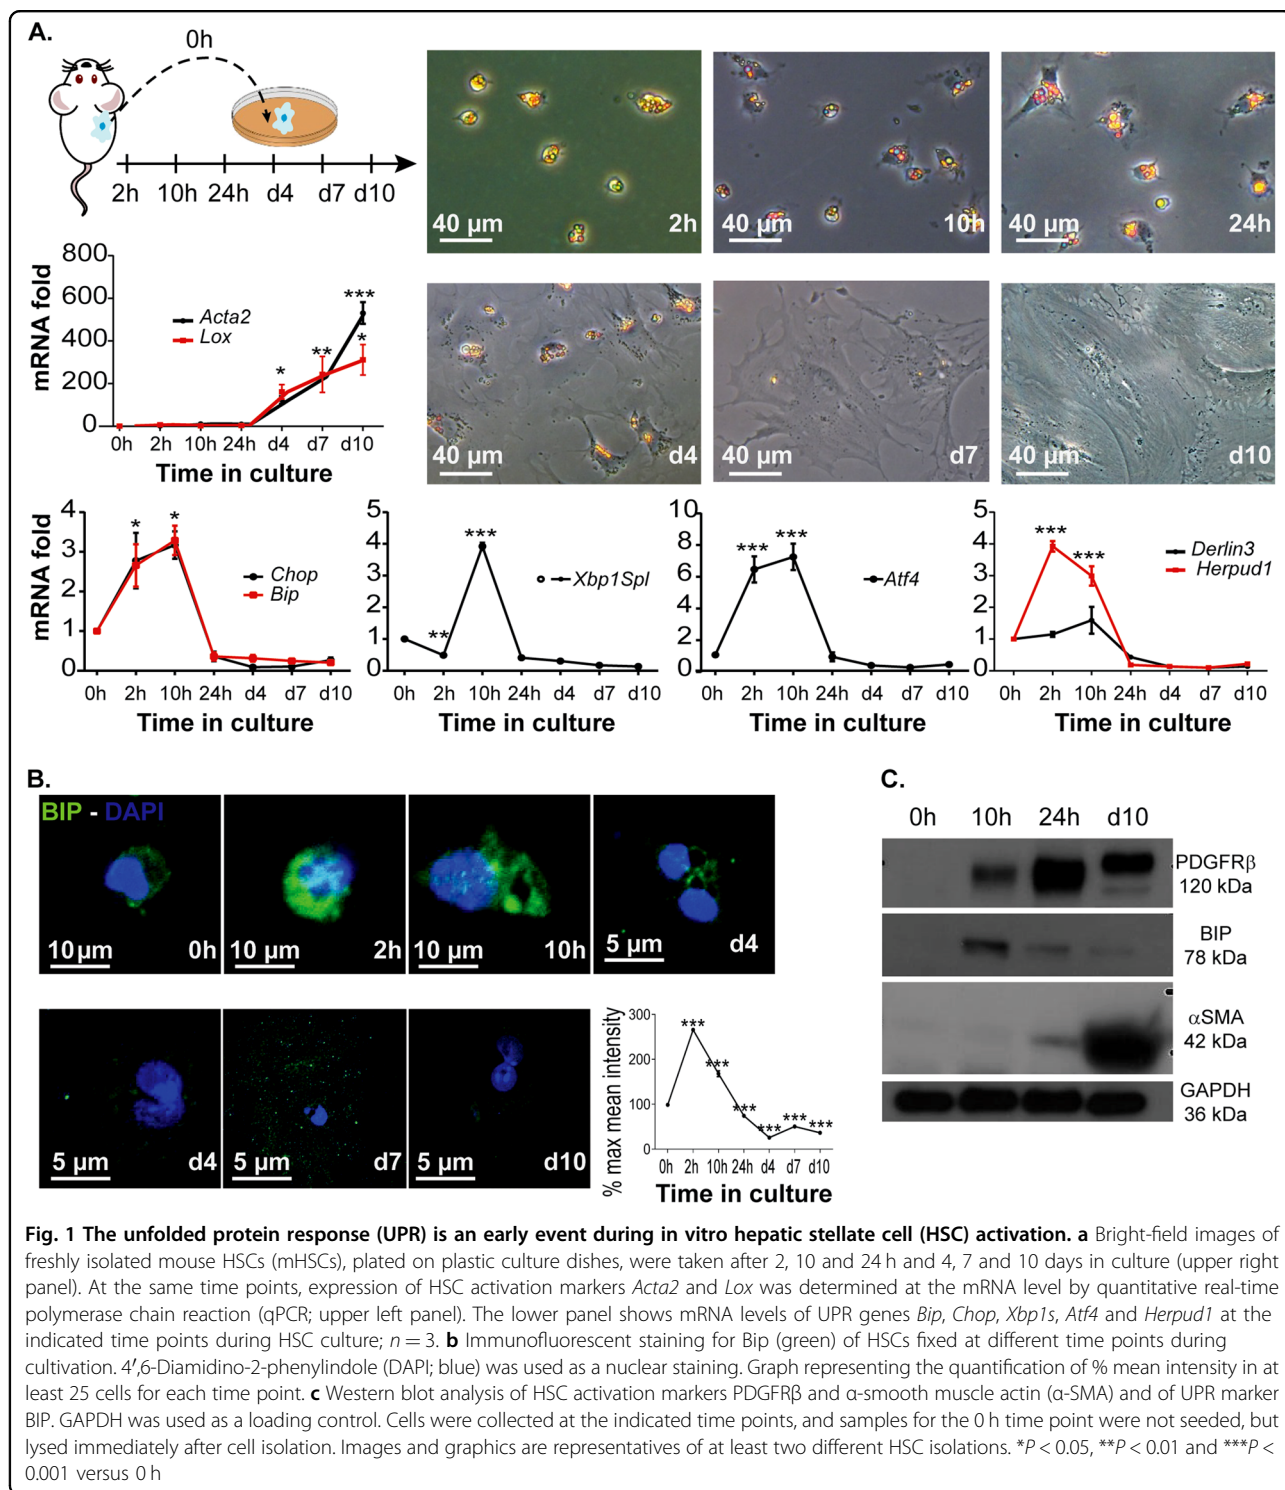 A.
0h
2h 10h 24h d4 d7 d10
40 µm 2h
40 µm 10h
40 µm 24h
40 µm d4
40 µm d7
40 µm d10
mRNA fold
800
600
400
200
0
Acta2
Lox
*
**
***
*
0h 2h 10h 24h d4 d7 d10
Time in culture
mRNA fold
4
3
2
1
0
*
*
Chop
Bip
0h 2h 10h 24h d4 d7 d10
Time in culture
5
4
3
2
1
0
**
***
Xbp1Spl
0h 2h 10h 24h d4 d7 d10
Time in culture
10
8
6
4
2
0
***
***
Atf4
0h 2h 10h 24h d4 d7 d10
Time in culture
5
4
3
2
1
0
***
***
Derlin3
Herpud1
0h 2h 10h 24h d4 d7 d10
Time in culture
B.
BIP - DAPI
10 µm 0h
10 µm 2h
10 µm 10h
5 µm d4
5 µm d4
5 µm d7
5 µm d10
% max mean intensity
300
200
100
0
***
***
***
***
***
***
0h 2h 10h 24h d4 d7 d10
Time in culture
C.
0h 10h 24h d10
PDGFRβ
120 kDa
BIP
78 kDa
αSMA
42 kDa
GAPDH
36 kDa
Fig. 1 The unfolded protein response (UPR) is an early event during in vitro hepatic stellate cell (HSC) activation. a Bright-field images of
freshly isolated mouse HSCs (mHSCs), plated on plastic culture dishes, were taken after 2, 10 and 24 h and 4, 7 and 10 days in culture (upper right
panel). At the same time points, expression of HSC activation markers Acta2 and Lox was determined at the mRNA level by quantitative real-time
polymerase chain reaction (qPCR; upper left panel). The lower panel shows mRNA levels of UPR genes Bip, Chop, Xbp1s, Atf4 and Herpud1 at the
indicated time points during HSC culture; n = 3. b Immunofluorescent staining for Bip (green) of HSCs fixed at different time points during
cultivation. 4′,6-Diamidino-2-phenylindole (DAPI; blue) was used as a nuclear staining. Graph representing the quantification of % mean intensity in at
least 25 cells for each time point. c Western blot analysis of HSC activation markers PDGFRβ and α-smooth muscle actin (α-SMA) and of UPR marker
BIP. GAPDH was used as a loading control. Cells were collected at the indicated time points, and samples for the 0 h time point were not seeded, but
lysed immediately after cell isolation. Images and graphics are representatives of at least two different HSC isolations. *P < 0.05, **P < 0.01 and ***P <
0.001 versus 0 h